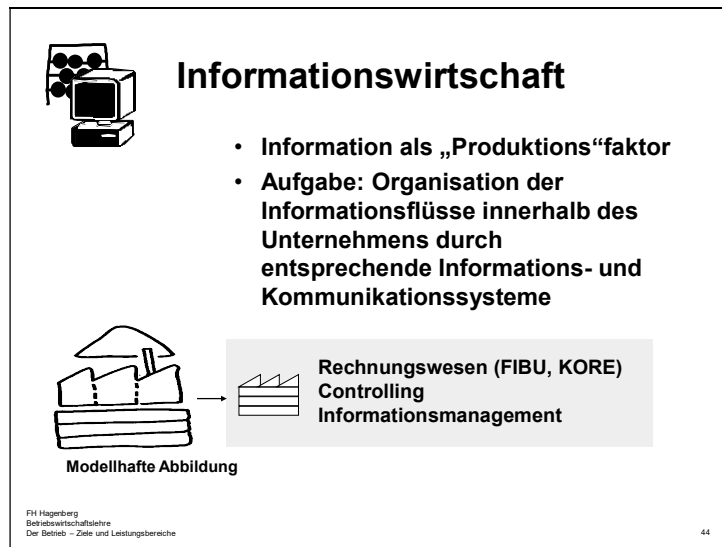 Informationswirtschaft
• Information als „Produktions“faktor
• Aufgabe: Organisation der
Informationsflüsse innerhalb des
Unternehmens durch
entsprechende Informations- und
Kommunikationssysteme
Rechnungswesen (FIBU, KORE)
Controlling
Informationsmanagement
Modellhafte Abbildung
FH Hagenberg
Betriebswirtschaftslehre
Der Betrieb – Ziele und Leistungsbereiche
44